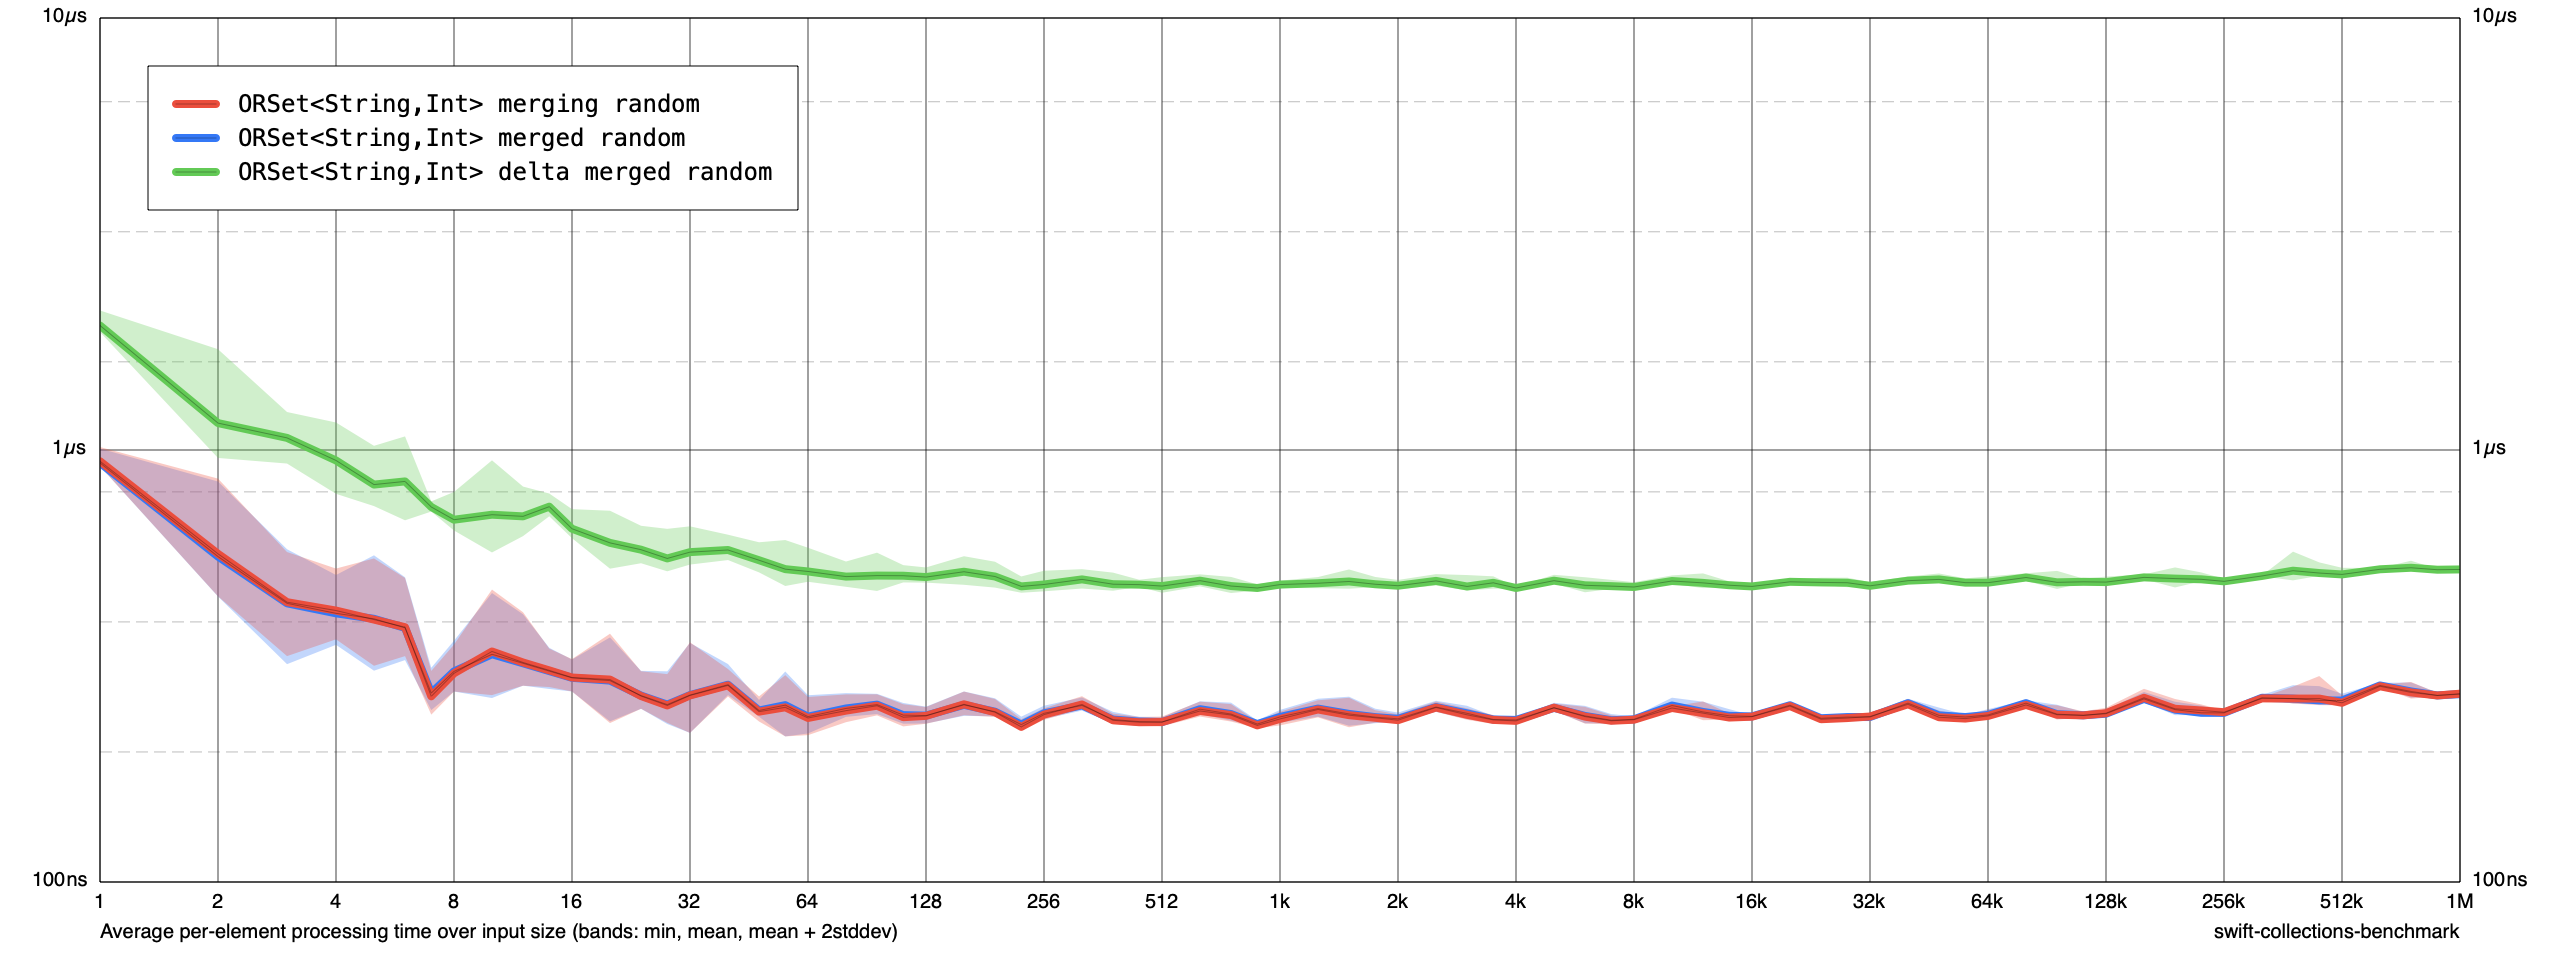 10µs
10µs
ORSet<String,Int> merging random
ORSet<String,Int> merged random
ORSet<String,Int> delta merged random
1µs
1µs
100ns
100ns
1 2 4 8 16 32 64 128 256 512 1k 2k 4k 8k 16k 32k 64k 128k 256k 512k 1M
Average per-element processing time over input size (bands: min, mean, mean + 2stddev)
swift-collections-benchmark